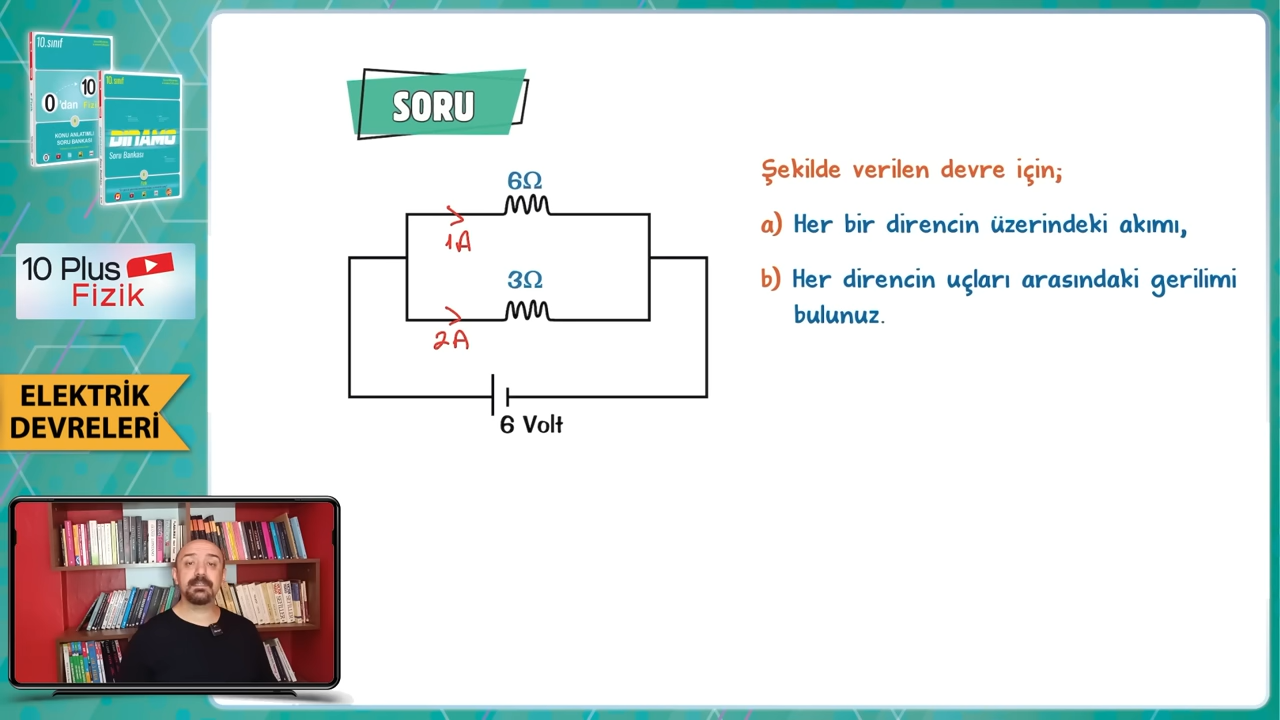 10.sınıf
0'dan 10
Fizik
KONU ANLATIMLI
SORU BANKASI
10.sınıf
DİNAMO
Soru Bankası
10 Plus
Fizik
ELEKTRİK
DEVRELERİ
SORU
6Ω
1A
3Ω
2A
6 Volt
Şekilde verilen devre için;
a) Her bir direncin üzerindeki akımı,
b) Her direncin uçları arasındaki gerilimi
bulunuz.